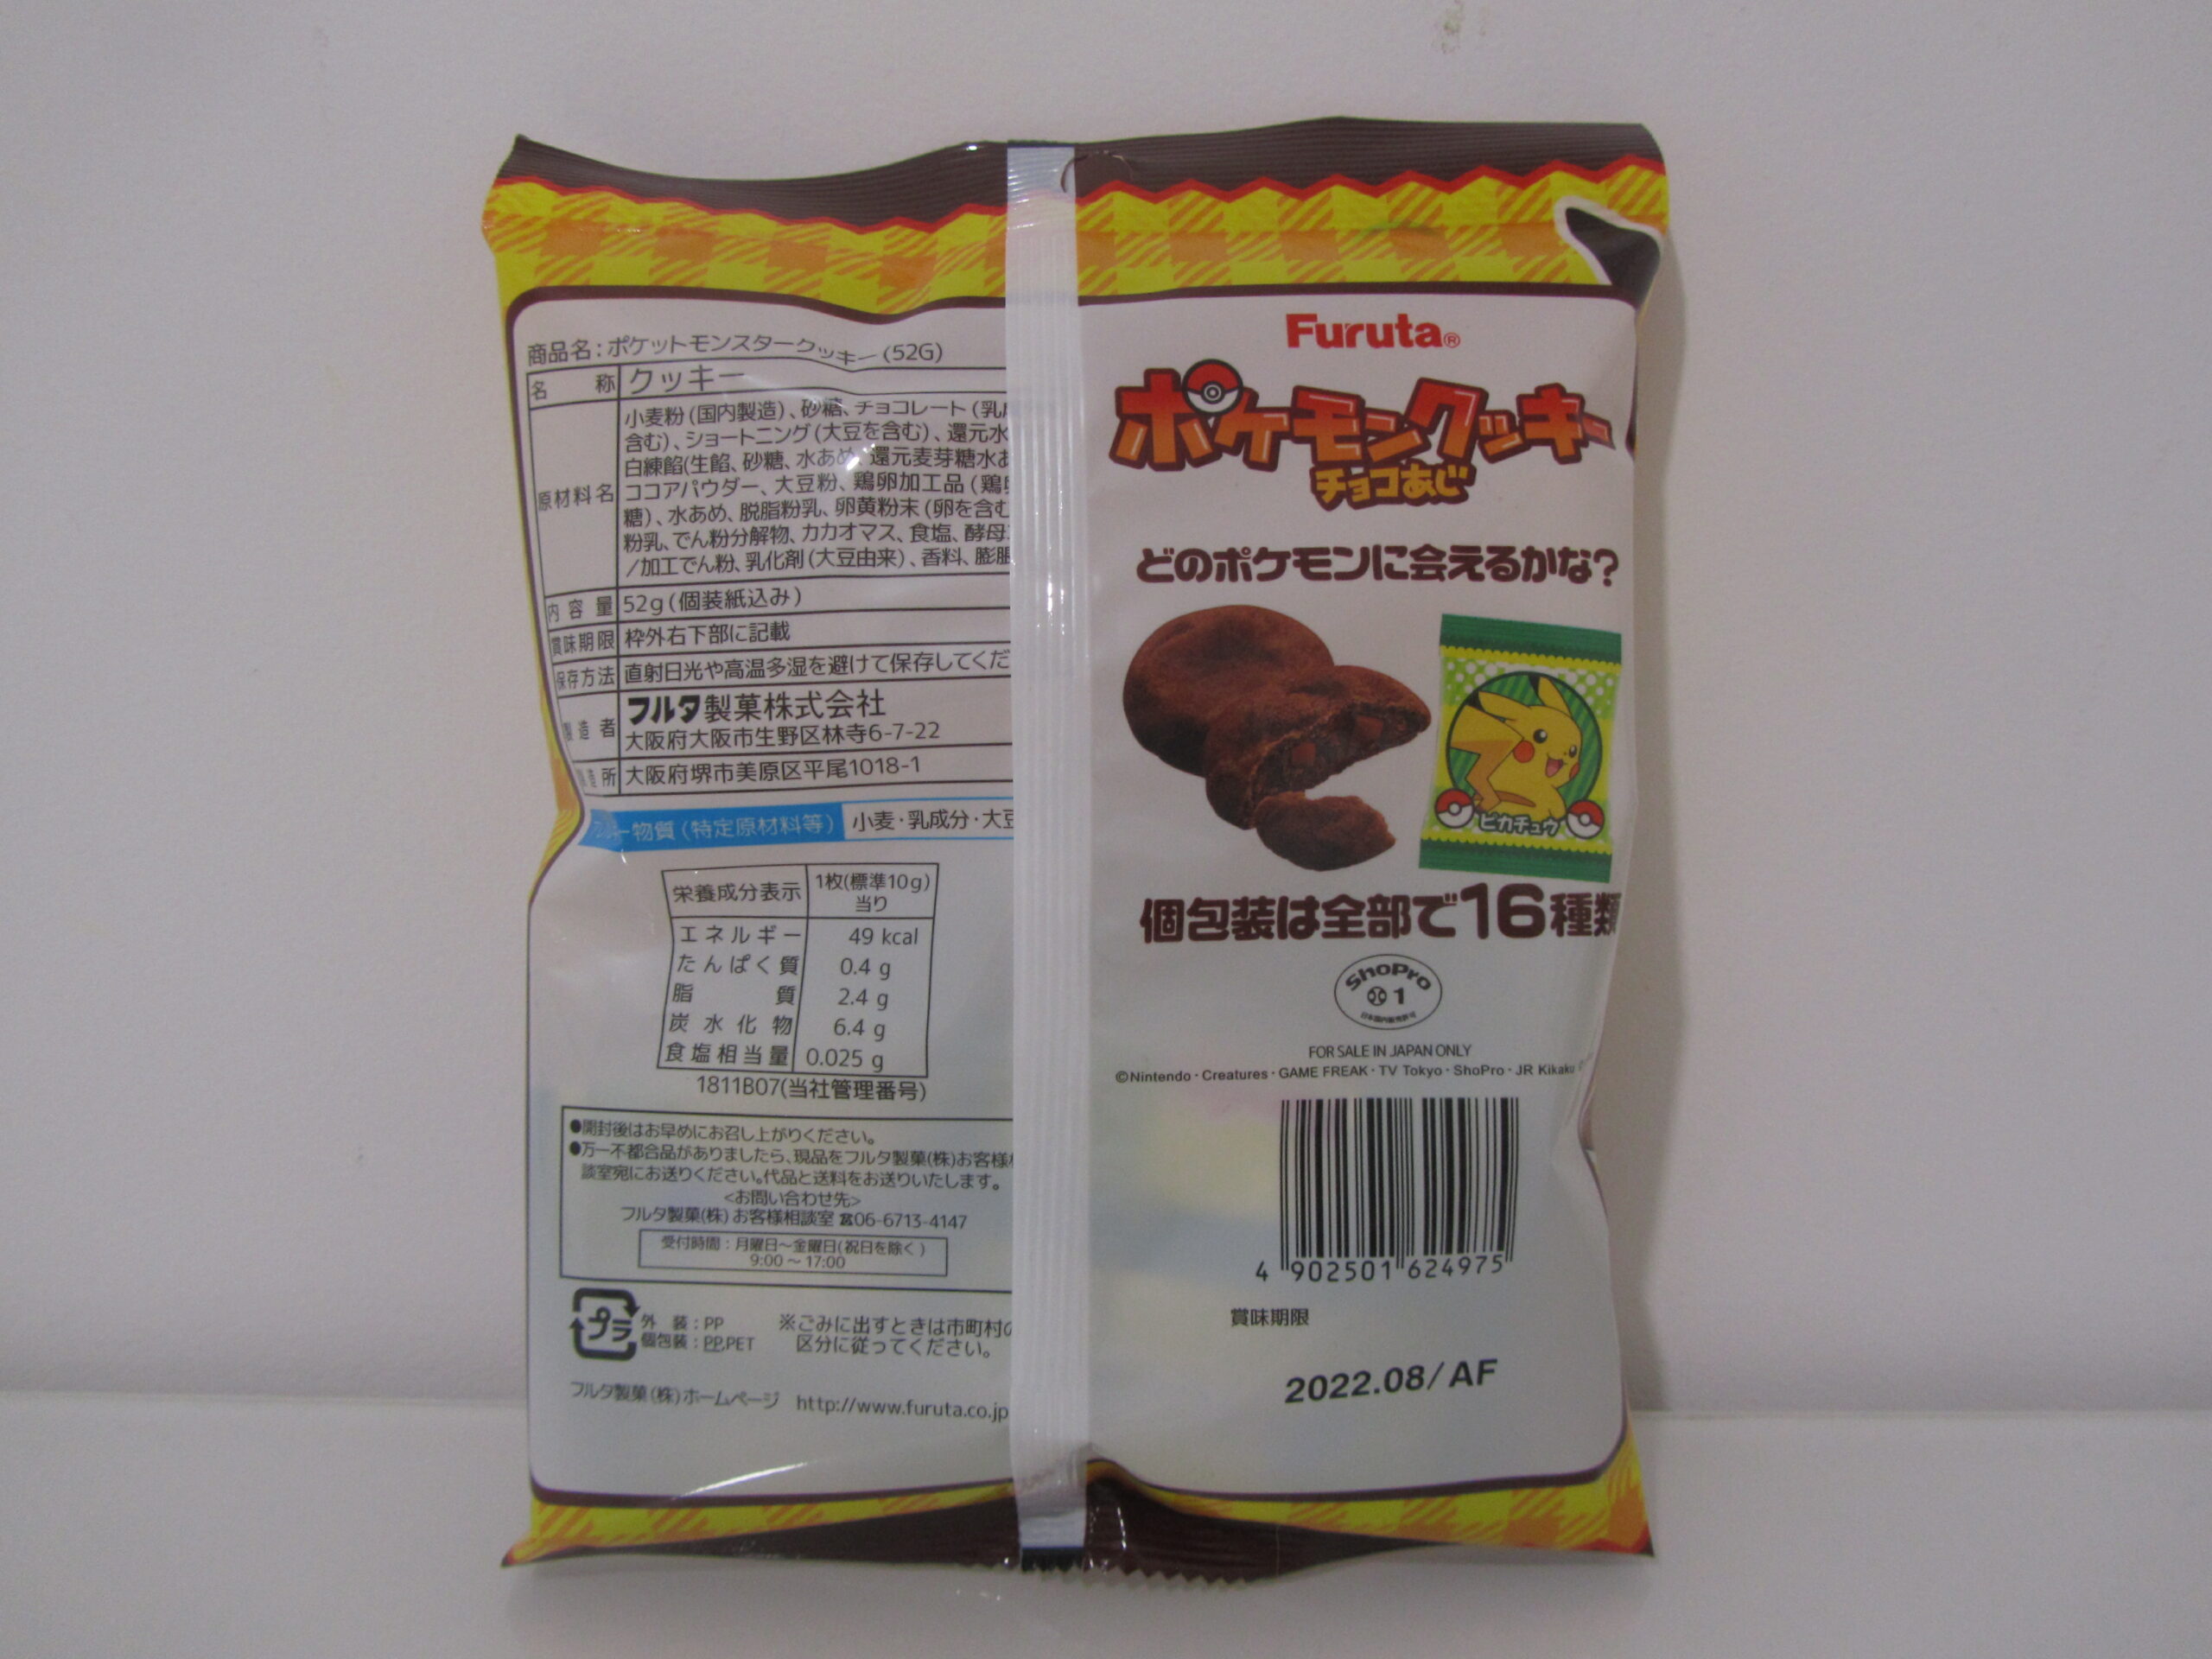 商品名:ポケットモンスタークッキー(52G)
名 称 クッキー
原材料名 小麦粉(国内製造)、砂糖、チョコレート(乳
含む)、ショートニング(大豆を含む)、還元水
白練餡(生餡、砂糖、水あめ、還元麦芽糖水あ
ココアパウダー、大豆粉、鶏卵加工品(鶏
糖)、水あめ、脱脂粉乳、卵黄粉末(卵を含む
粉乳、でん粉分解物、カカオマス、食塩、酵母
/加工でん粉、乳化剤(大豆由来)、香料、膨脹
内容量 52g(個装紙込み)
賞味期限 枠外右下部に記載
保存方法 直射日光や高温多湿を避けて保存してくだ
製造者 フルタ製菓株式会社
大阪府大阪市生野区林寺6-7-22
造所 大阪府堺市美原区平尾1018-1
ー物質(特定原材料等) 小麦・乳成分・大豆
栄養成分表示 1枚(標準10g)
当り
エネルギー 49 kcal
たんぱく質 0.4 g
脂質 2.4 g
炭水化物 6.4 g
食塩相当量 0.025 g
1811B07(当社管理番号)
●開封後はお早めにお召し上がりください。
●万一不都合品がありましたら、現品をフルタ製菓(株)お客様
談室宛にお送りください。代品と送料をお送りいたします。
<お問い合わせ先>
フルタ製菓(株)お客様相談室 ☎06-6713-4147
受付時間:月曜日~金曜日(祝日を除く)
9:00~17:00
プラ
外 装:PP
個包装:PP,PET
※ごみに出すときは市町村の
区分に従ってください。
フルタ製菓(株)ホームページ http://www.furuta.co.jp
Furuta®
ポケモンクッキー
チョコあじ
どのポケモンに会えるかな?
ピカチュウ
個包装は全部で16種類
ShoPro
1
日本国内販売許可
FOR SALE IN JAPAN ONLY
©Nintendo・Creatures・GAME FREAK・TV Tokyo・ShoPro・JR Kikaku
4 902501 624975
賞味期限
2022.08/AF